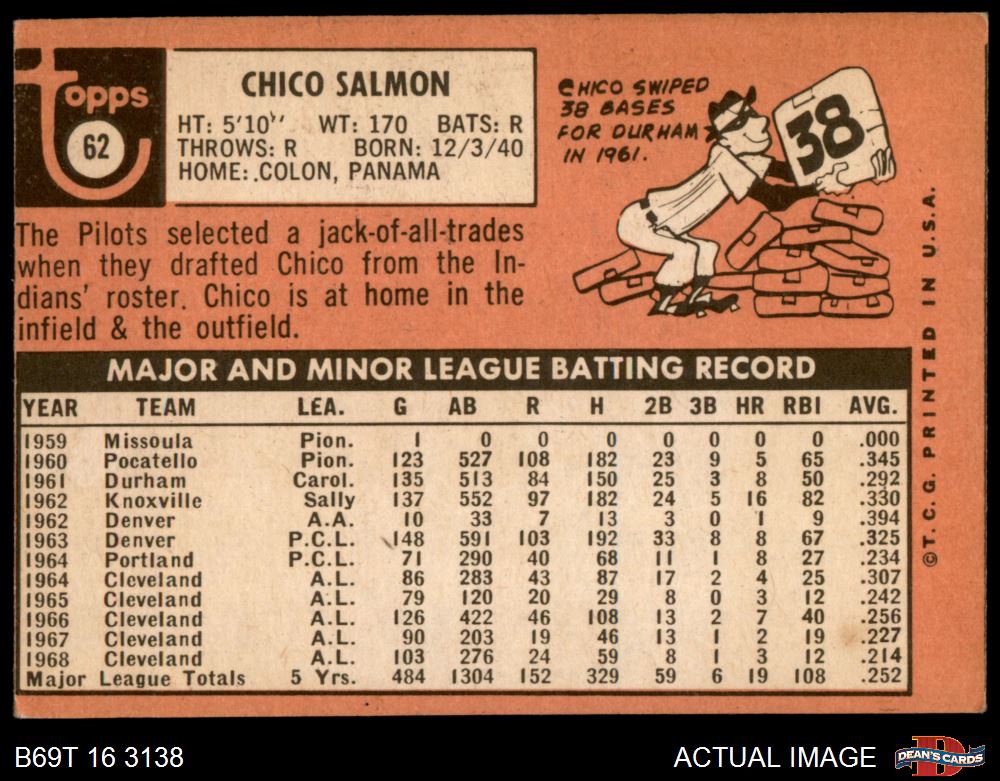 Topps
62
CHICO SALMON
HT: 5'10" WT: 170 BATS: R
THROWS: R BORN: 12/3/40
HOME: COLON, PANAMA
CHICO SWIPED
38 BASES
FOR DURHAM
IN 1961.
38
The Pilots selected a jack-of-all-trades
when they drafted Chico from the In-
dians' roster. Chico is at home in the
infield & the outfield.
MAJOR AND MINOR LEAGUE BATTING RECORD
YEAR TEAM LEA. G AB R H 2B 3B HR RBI AVG.
1959 Missoula Pion. 1 0 0 0 0 0 0 0 .000
1960 Pocatello Pion. 123 527 108 182 23 9 5 65 .345
1961 Durham Carol. 135 513 84 150 25 3 8 50 .292
1962 Knoxville Sally 137 552 97 182 24 5 16 82 .330
1962 Denver A.A. 10 33 7 13 3 0 1 9 .394
1963 Denver P.C.L. 148 591 103 192 33 8 8 67 .325
1964 Portland P.C.L. 71 290 40 68 11 1 8 27 .234
1964 Cleveland A.L. 86 283 43 87 17 2 4 25 .307
1965 Cleveland A.L. 79 120 20 29 8 0 3 12 .242
1966 Cleveland A.L. 126 422 46 108 13 2 7 40 .256
1967 Cleveland A.L. 90 203 19 46 13 1 2 19 .227
1968 Cleveland A.L. 103 276 24 59 8 1 3 12 .214
Major League Totals 5 Yrs. 484 1304 152 329 59 6 19 108 .252
© T. C. G. PRINTED IN U.S.A.
B69T 16 3138
ACTUAL IMAGE
D
DEAN'S CARDS